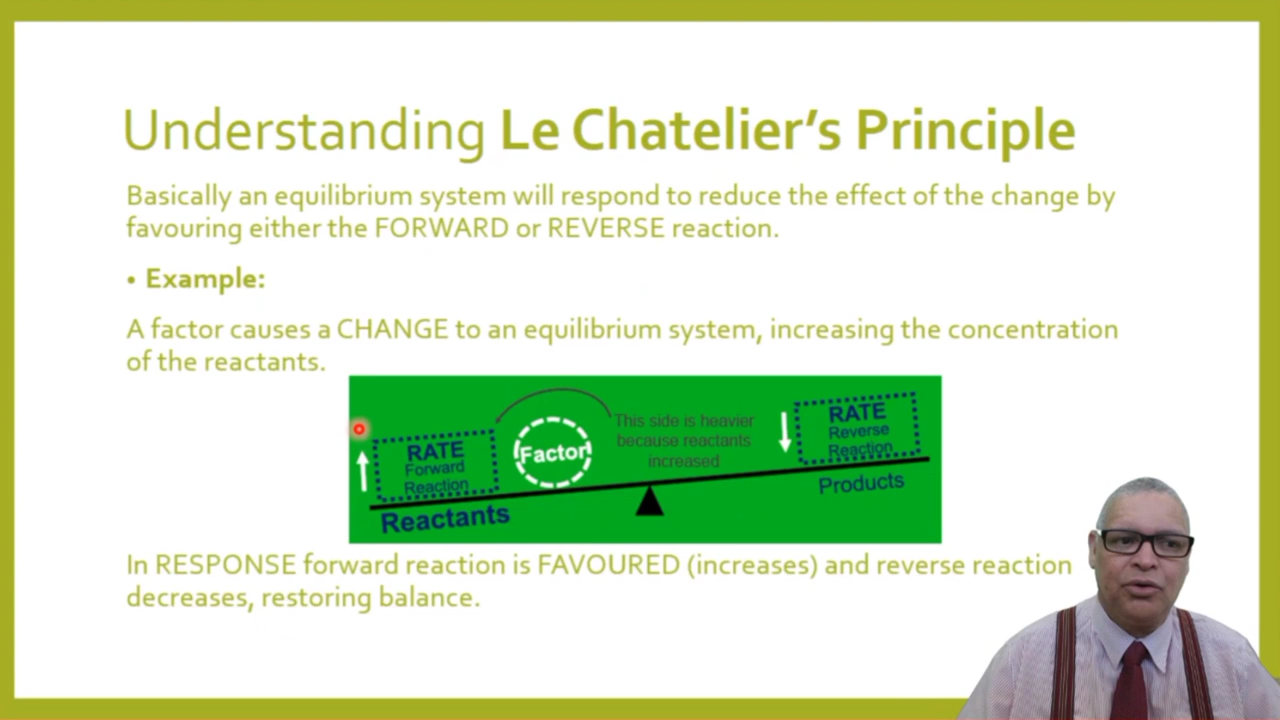 Understanding Le Chatelier’s Principle
Basically an equilibrium system will respond to reduce the effect of the change by
favouring either the FORWARD or REVERSE reaction.
• Example:
A factor causes a CHANGE to an equilibrium system, increasing the concentration
of the reactants.
RATE
Forward
Reaction
Factor
This side is heavier
because reactants
increased
RATE
Reverse
Reaction
Reactants
Products
In RESPONSE forward reaction is FAVOURED (increases) and reverse reaction
decreases, restoring balance.